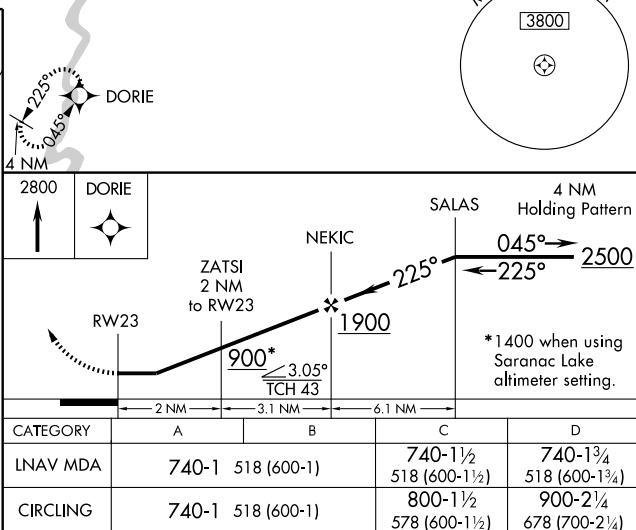 3800
225°
045°
DORIE
4 NM
2800
DORIE
SALAS
4 NM
Holding Pattern
NEKIC
045°
225°
2500
225°
ZATSI
2 NM
to RW23
RW23
1900
900*
3.05°
TCH 43
*1400 when using
Saranac Lake
altimeter setting.
2 NM
3.1 NM
6.1 NM
CATEGORY A B C D
LNAV MDA 740-1 518 (600-1) 740-1½ 740-1¾
518 (600-1½) 518 (600-1¾)
CIRCLING 740-1 518 (600-1) 800-1½ 900-2¼
578 (600-1½) 678 (700-2¼)